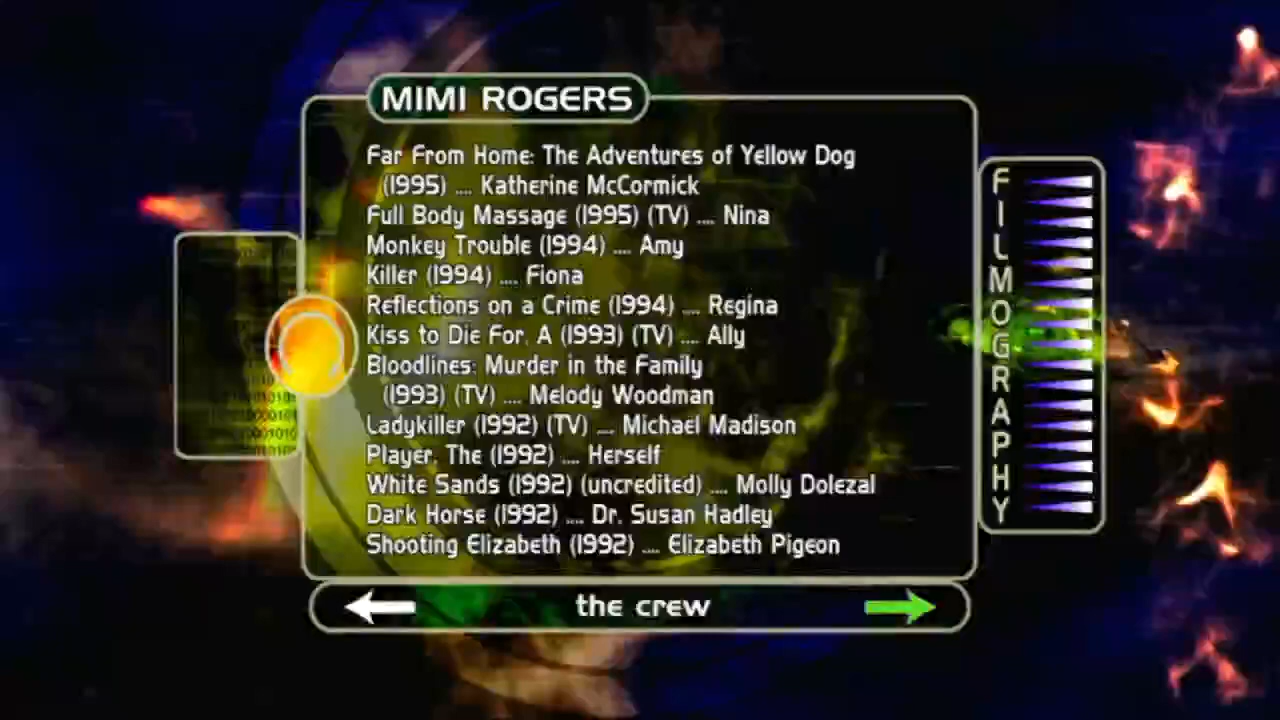 MIMI ROGERS
Far From Home: The Adventures of Yellow Dog
(1995) .... Katherine McCormick
Full Body Massage (1995) (TV) .... Nina
Monkey Trouble (1994) .... Amy
Killer (1994) .... Fiona
Reflections on a Crime (1994) .... Regina
Kiss to Die For, A (1993) (TV) .... Ally
Bloodlines: Murder in the Family
(1993) (TV) .... Melody Woodman
Ladykiller (1992) (TV) .... Michael Madison
Player, The (1992) .... Herself
White Sands (1992) (uncredited) .... Molly Dolezal
Dark Horse (1992) .... Dr. Susan Hadley
Shooting Elizabeth (1992) .... Elizabeth Pigeon
the crew
FILMOGRAPHY